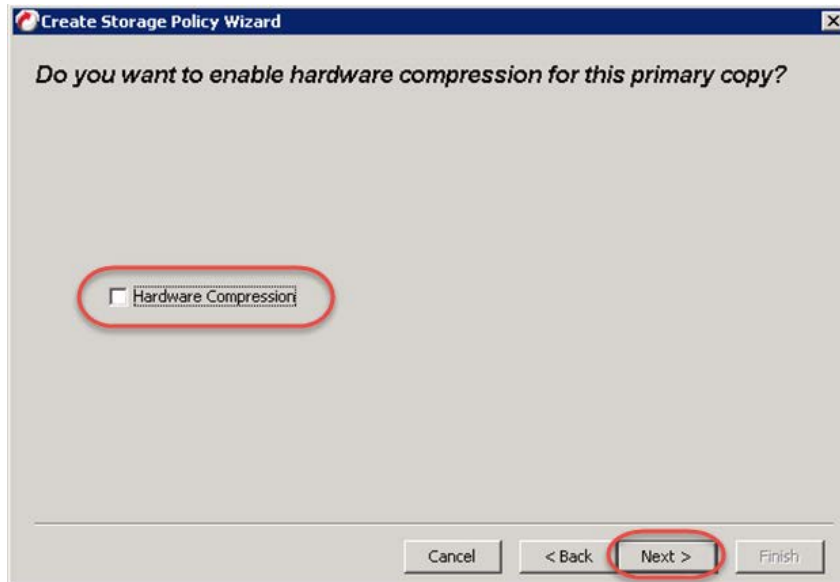 Create Storage Policy Wizard
Do you want to enable hardware compression for this primary copy?
Hardware Compression
Cancel < Back Next > Finish